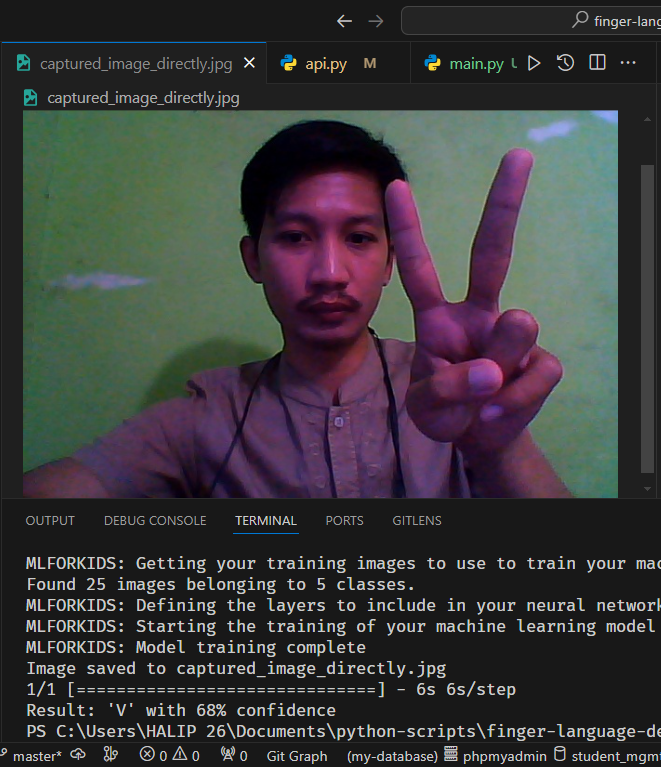 finger-lang
captured_image_directly.jpg
api.py M
main.py U
captured_image_directly.jpg
OUTPUT DEBUG CONSOLE TERMINAL PORTS GITLENS
MLFORKIDS: Getting your training images to use to train your mac
Found 25 images belonging to 5 classes.
MLFORKIDS: Defining the layers to include in your neural network
MLFORKIDS: Starting the training of your machine learning model
MLFORKIDS: Model training complete
Image saved to captured_image_directly.jpg
1/1 [==============================] - 6s 6s/step
Result: 'V' with 68% confidence
PS C:\Users\HALIP 26\Documents\python-scripts\finger-language-de
master* 0 0 0 Git Graph (my-database) phpmyadmin student_mgmt